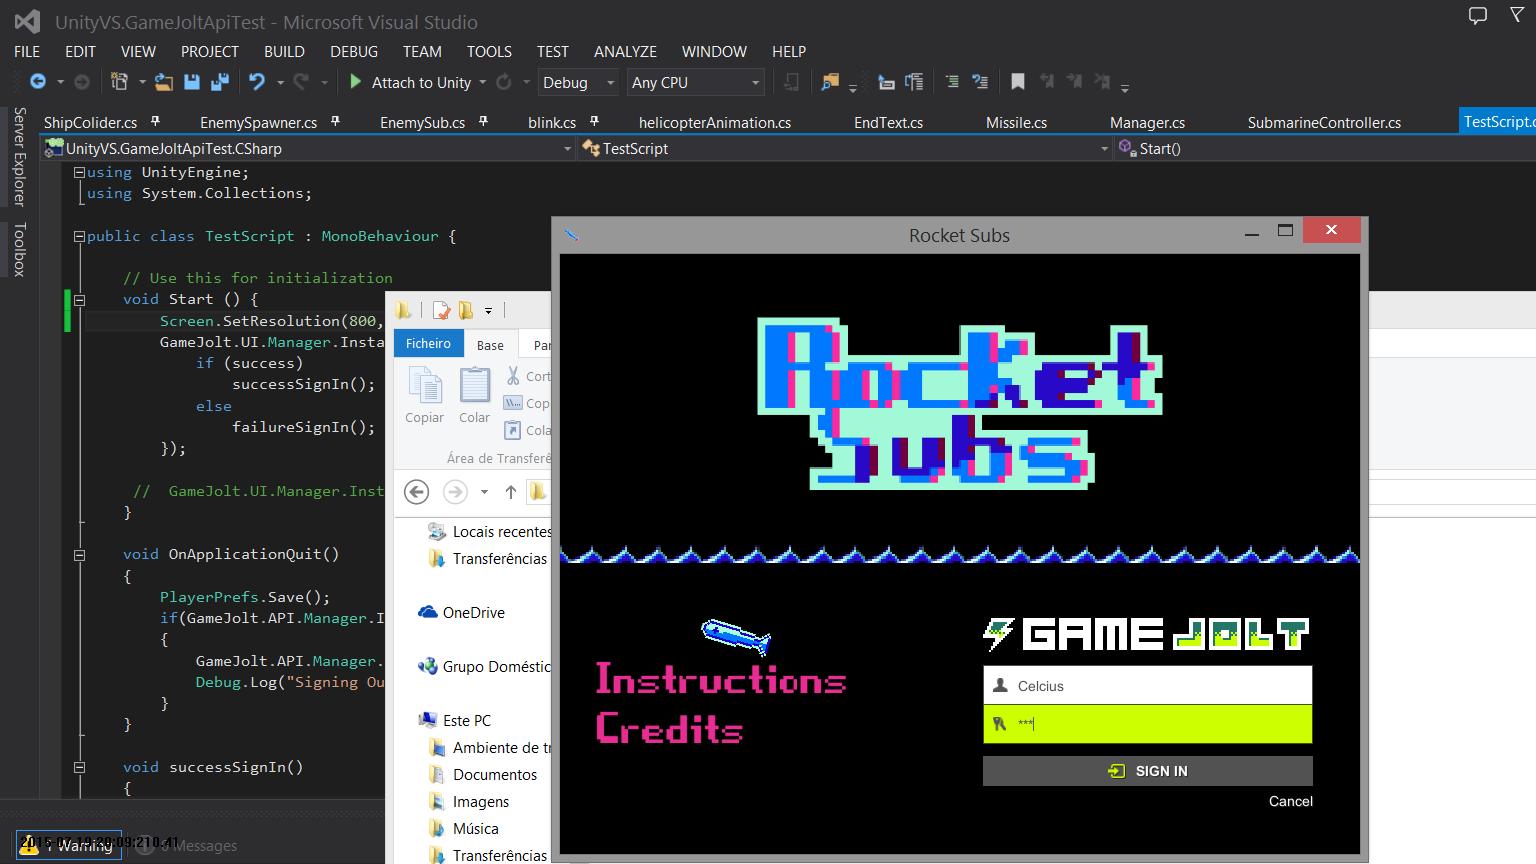 UnityVS.GameJoltApiTest - Microsoft Visual Studio
FILE EDIT VIEW PROJECT BUILD DEBUG TEAM TOOLS TEST ANALYZE WINDOW HELP
Attach to Unity Debug Any CPU
ShipColider.cs EnemySpawner.cs EnemySub.cs blink.cs helicopterAnimation.cs EndText.cs Missile.cs Manager.cs SubmarineController.cs TestScript.c
Server Explorer
Toolbox
UnityVS.GameJoltApiTest.CSharp TestScript Start()
using UnityEngine;
using System.Collections;
public class TestScript : MonoBehaviour {
// Use this for initialization
void Start () {
Screen.SetResolution(800,
GameJolt.UI.Manager.Insta
if (success)
successSignIn();
else
failureSignIn();
});
// GameJolt.UI.Manager.Inst
}
void OnApplicationQuit()
{
PlayerPrefs.Save();
if(GameJolt.API.Manager.I
{
GameJolt.API.Manager.
Debug.Log("Signing Ou
}
}
void successSignIn()
{
1 Warning
0 Messages
Ficheiro Base Par
Copiar Colar
Cort
Cop
Cola
Área de Transferê
Locais recentes
Transferências
OneDrive
Grupo Doméstic
Este PC
Ambiente de tr
Documentos
Imagens
Música
Transferências
Rocket Subs
Rocket
Subs
Instructions
Credits
GAME JOLT
Celcius
***
SIGN IN
Cancel